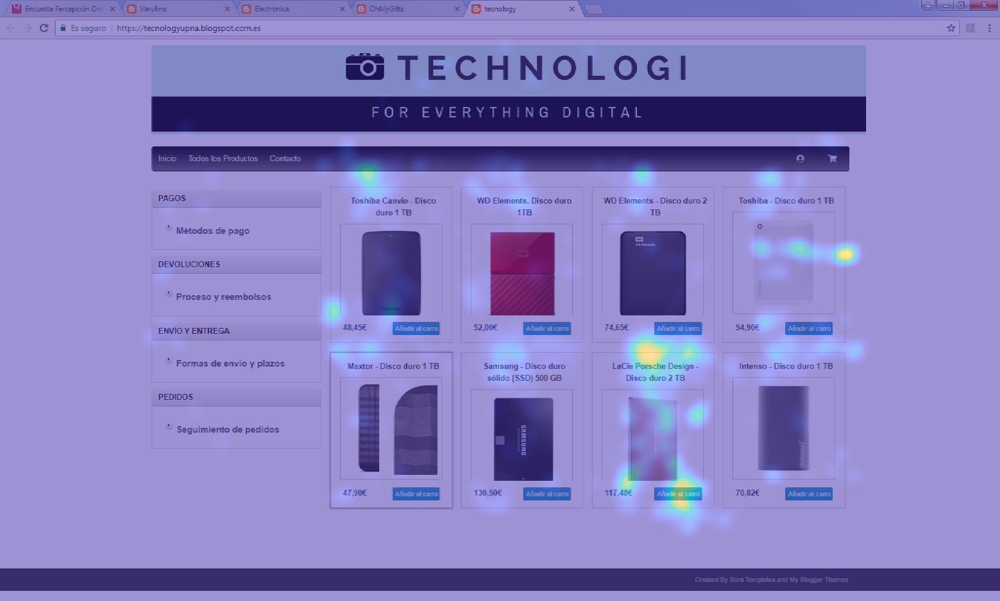 Encuesta Percepción Onl
Varufino
Electronica
OhMyGifts
tecnology
Es seguro
https://tecnologyupna.blogspot.com.es
TECHNOLOGI
FOR EVERYTHING DIGITAL
Inicio
Todos los Productos
Contacto
PAGOS
Métodos de pago
DEVOLUCIONES
Proceso y reembolsos
ENVÍO Y ENTREGA
Formas de envío y plazos
PEDIDOS
Seguimiento de pedidos
Toshiba Canvio - Disco
duro 1 TB
TOSHIBA
48,45€
Añadir al carro
WD Elements. Disco duro
1TB
52,00€
Añadir al carro
WD Elements - Disco duro 2
TB
WD
WD Elements
74,65€
Añadir al carro
Toshiba - Disco duro 1 TB
TOSHIBA
54,90€
Añadir al carro
Maxtor - Disco duro 1 TB
47,90€
Añadir al carro
Samsung - Disco duro
sólido (SSD) 500 GB
SAMSUNG
130,50€
Añadir al carro
LaCie Porsche Design -
Disco duro 2 TB
117,48€
Añadir al carro
Intenso - Disco duro 1 TB
(intenso)
70,82€
Añadir al carro
Created By Sora Templates and My Blogger Themes